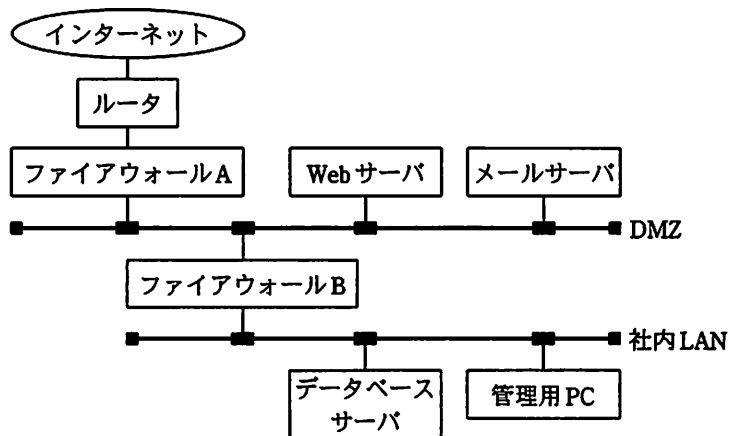 インターネット
ルータ
ファイアウォールA
Webサーバ
メールサーバ
DMZ
ファイアウォールB
社内LAN
データベース
サーバ
管理用PC